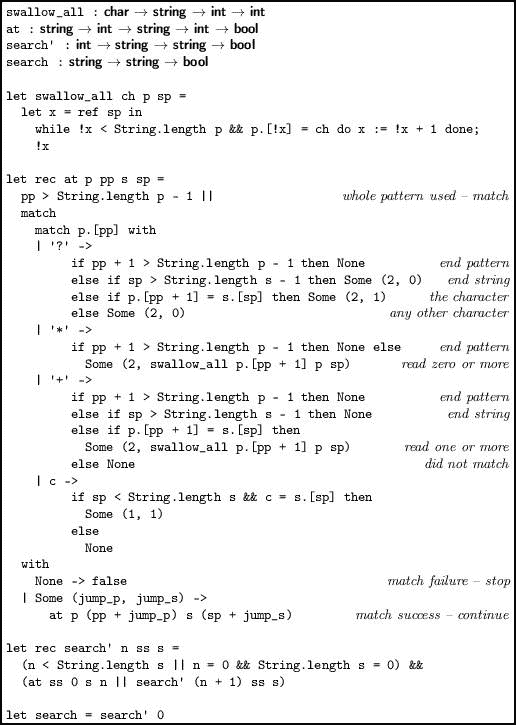 swallow_all : char → string → int → int
at : string → int → string → int → bool
search' : int → string → string → bool
search : string → string → bool
let swallow_all ch p sp =
let x = ref sp in
while !x < String.length p && p.[!x] = ch do x := !x + 1 done;
!x
let rec at p pp s sp =
pp > String.length p - 1 || whole pattern used – match
match
match p.[pp] with
| '?' ->
if pp + 1 > String.length p - 1 then None end pattern
else if sp > String.length s - 1 then Some (2, 0) end string
else if p.[pp + 1] = s.[sp] then Some (2, 1) the character
else Some (2, 0) any other character
| '*' ->
if pp + 1 > String.length p - 1 then None else end pattern
Some (2, swallow_all p.[pp + 1] p sp) read zero or more
| '+' ->
if pp + 1 > String.length p - 1 then None end pattern
else if sp > String.length s - 1 then None end string
else if p.[pp + 1] = s.[sp] then
Some (2, swallow_all p.[pp + 1] p sp) read one or more
else None did not match
| c ->
if sp < String.length s && c = s.[sp] then
Some (1, 1)
else
None
with
None -> false match failure – stop
| Some (jump_p, jump_s) ->
at p (pp + jump_p) s (sp + jump_s) match success – continue
let rec search' n ss s =
(n < String.length s || n = 0 && String.length s = 0) &&
(at ss 0 s n || search' (n + 1) ss s)
let search = search' 0